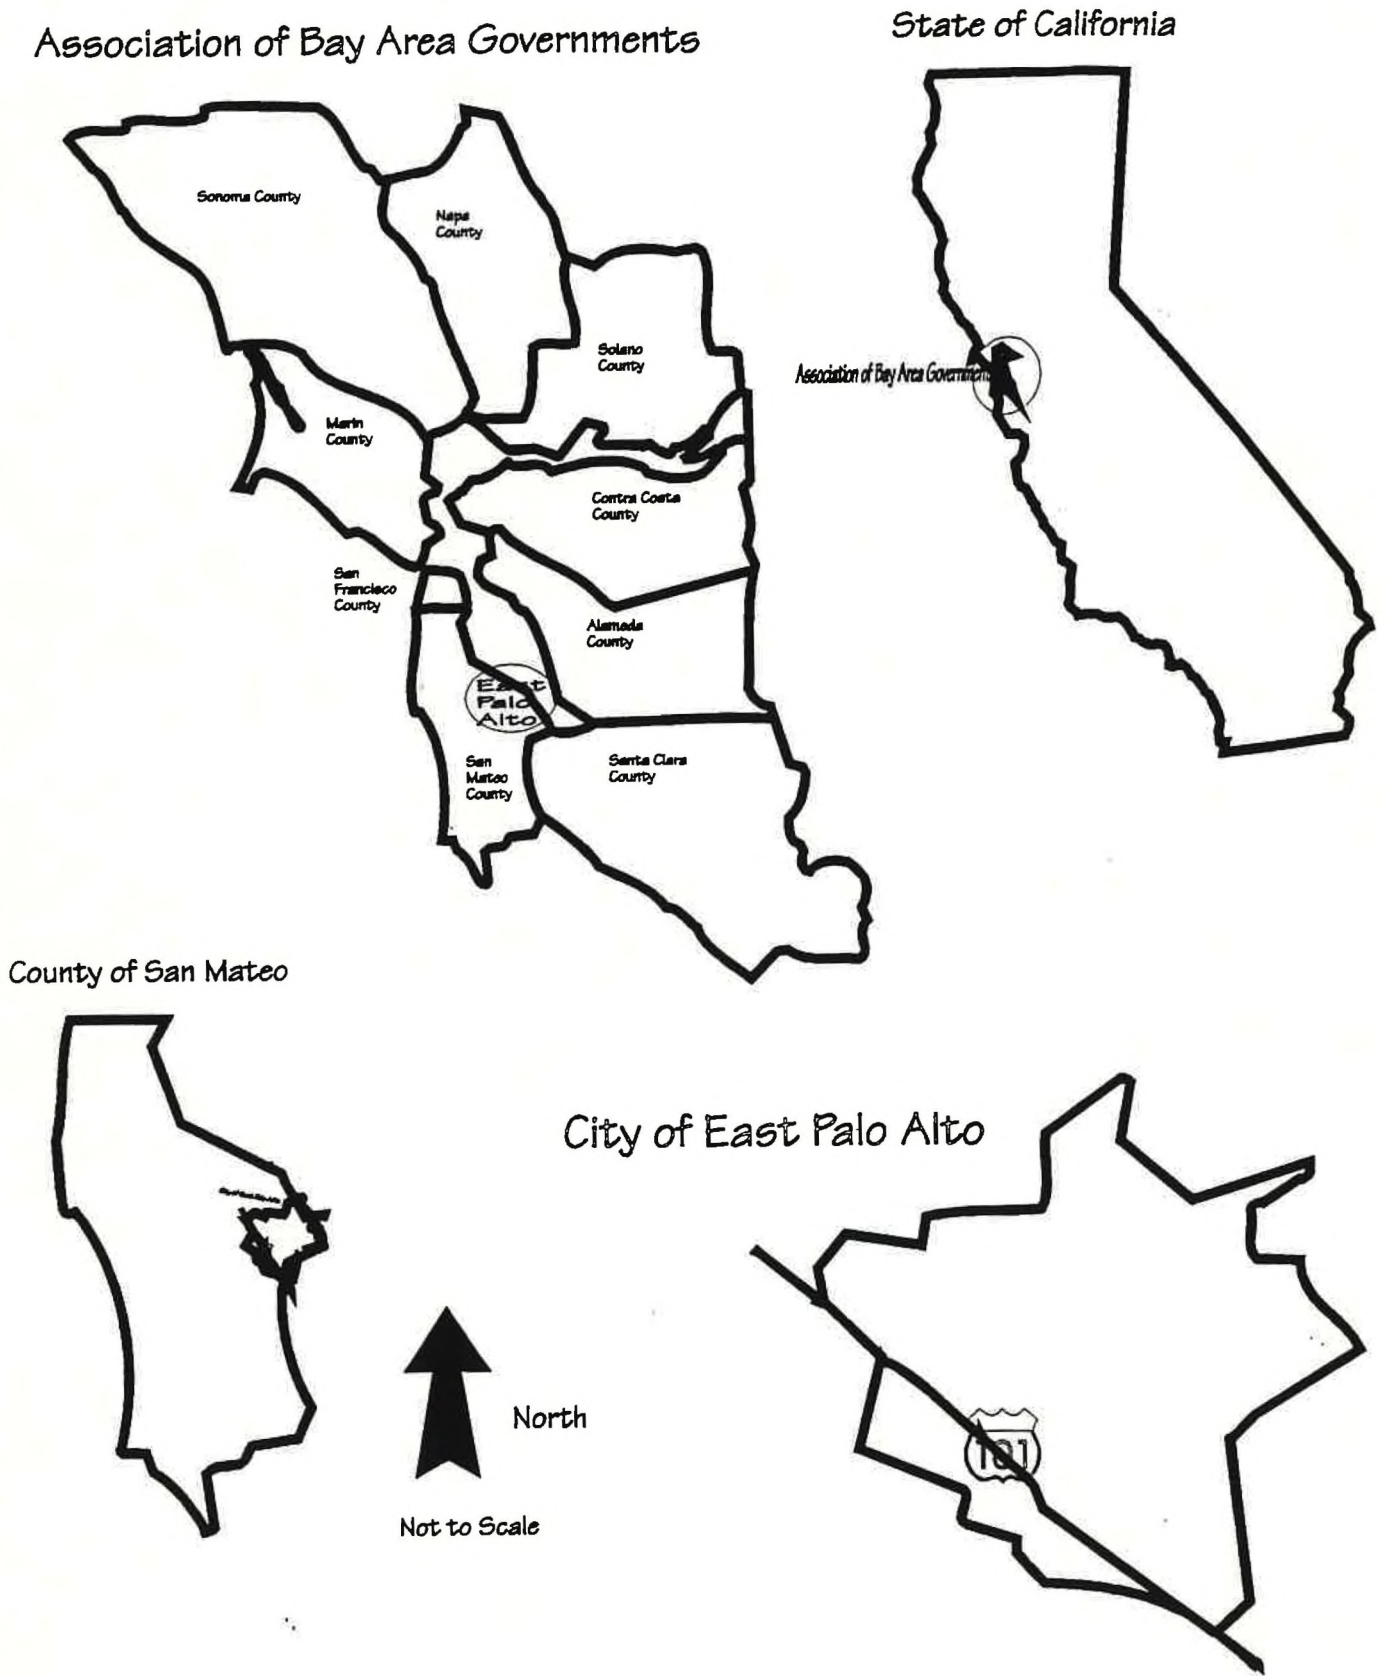 Association of Bay Area Governments
State of California
Sonoma County
Napa
County
Solano
County
Association of Bay Area Governments
Marin
County
Contra Costa
County
San
Francisco
County
Alameda
County
East
Palo
Alto
San
Mateo
County
Santa Clara
County
County of San Mateo
City of East Palo Alto
101
North
Not to Scale